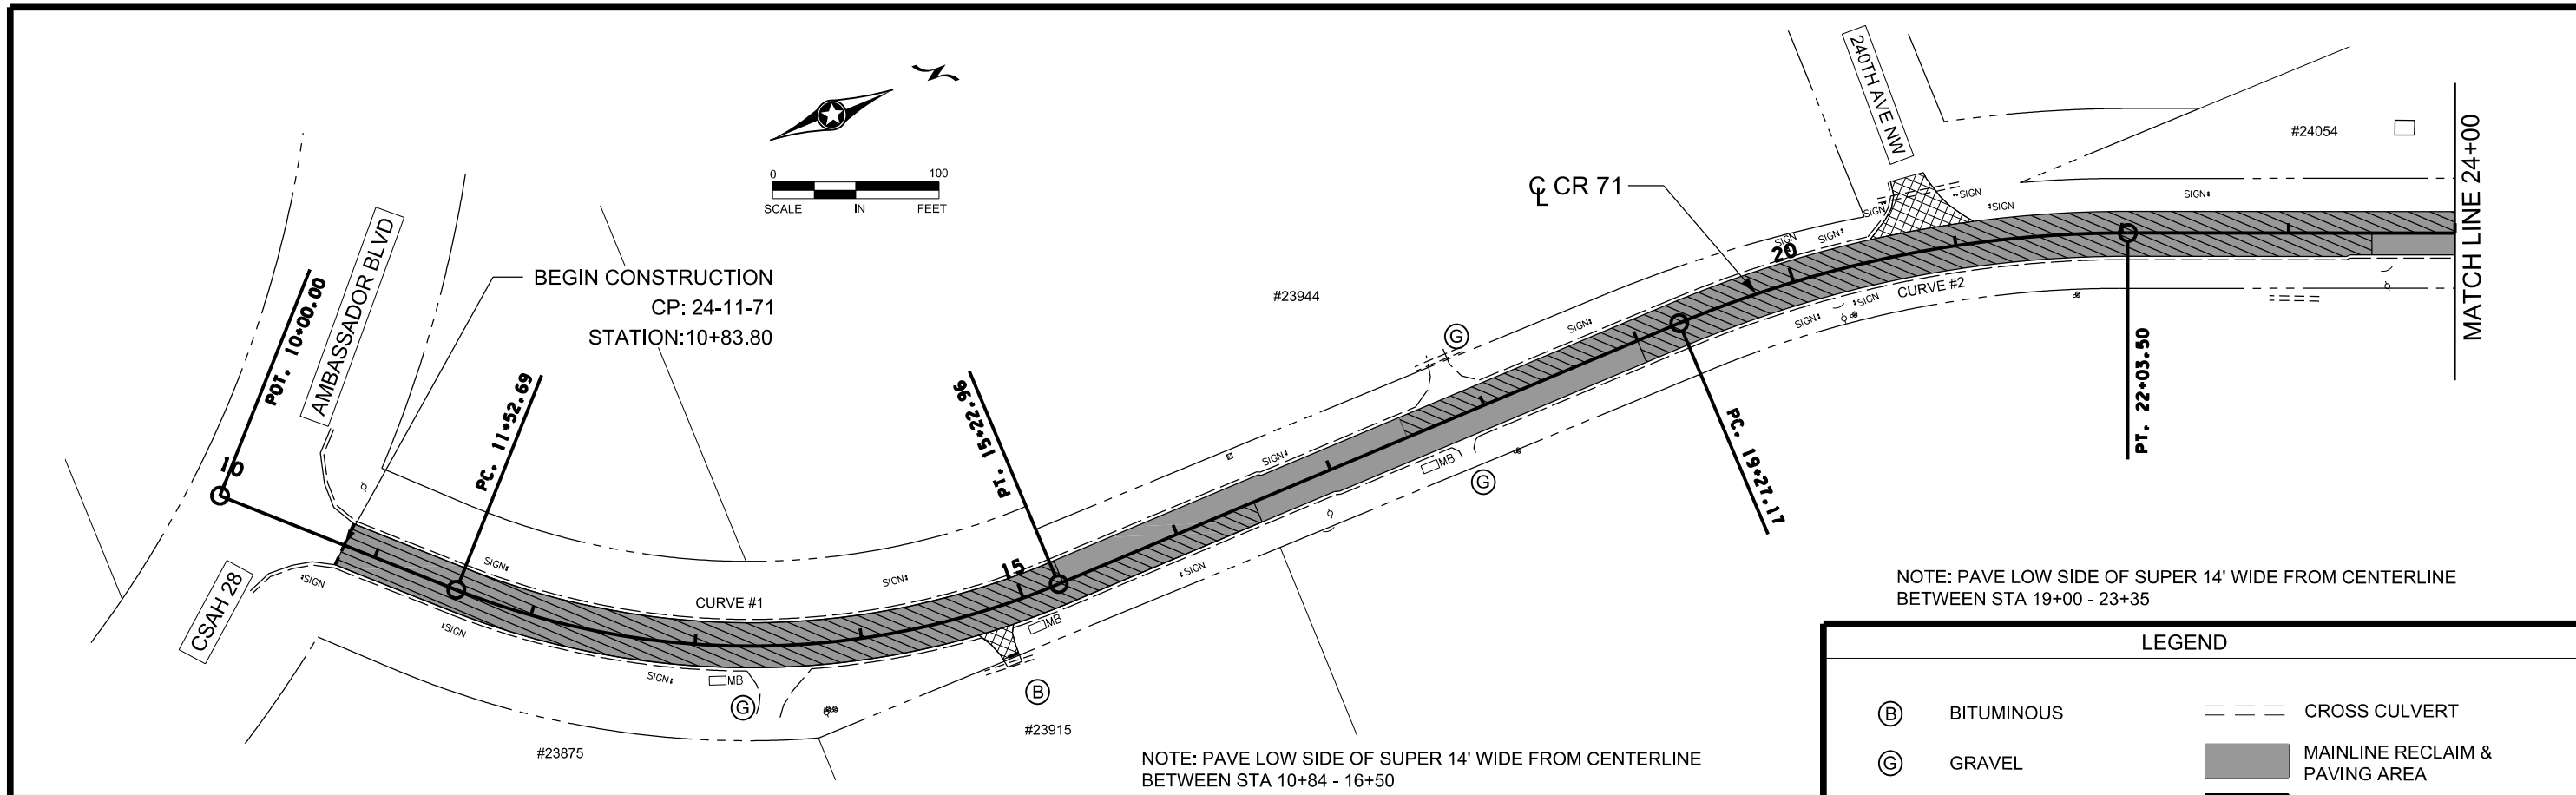 0
100
SCALE IN FEET
240TH AVE NW
#24054
MATCH LINE 24+00
℄ CR 71
SIGN
SIGN
SIGN
SIGN
SIGN
SIGN
20
SIGN
CURVE #2
SIGN
AMBASSADOR BLVD
POT. 10+00.00
BEGIN CONSTRUCTION
CP: 24-11-71
STATION:10+83.80
#23944
SIGN
G
PC. 11+52.69
PT. 15+22.96
PC. 19+27.17
PT. 22+03.50
10
SIGN
MB
G
CSAH 28
SIGN
SIGN
SIGN
15
SIGN
CURVE #1
SIGN
MB
SIGN
MB
G
B
#23875
#23915
NOTE: PAVE LOW SIDE OF SUPER 14' WIDE FROM CENTERLINE
BETWEEN STA 19+00 - 23+35
NOTE: PAVE LOW SIDE OF SUPER 14' WIDE FROM CENTERLINE
BETWEEN STA 10+84 - 16+50
LEGEND
B BITUMINOUS
CROSS CULVERT
G GRAVEL
MAINLINE RECLAIM &
PAVING AREA